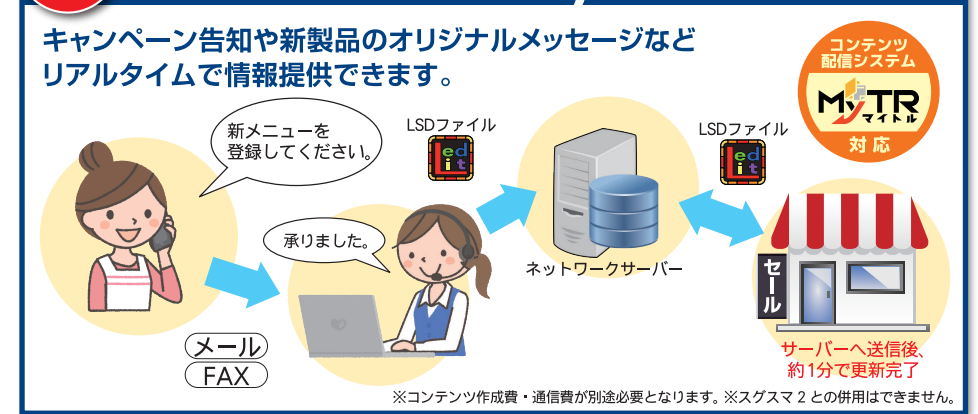 キャンペーン告知や新製品のオリジナルメッセージなど
リアルタイムで情報提供できます。
コンテンツ
配信システム
MyTR
マイトル
対応
新メニューを
登録してください。
LSDファイル
Led
it
LSDファイル
Led
it
承りました。
ネットワークサーバー
セール
メール
FAX
サーバーへ送信後、
約1分で更新完了
※コンテンツ作成費・通信費が別途必要となります。※スグスマ2との併用はできません。